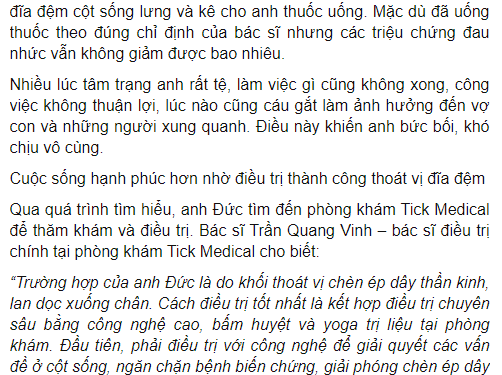 đĩa đệm cột sống lưng và kê cho anh thuốc uống. Mặc dù đã uống
thuốc theo đúng chỉ định của bác sĩ nhưng các triệu chứng đau
nhức vẫn không giảm được bao nhiêu.
Nhiều lúc tâm trạng anh rất tệ, làm việc gì cũng không xong, công
việc không thuận lợi, lúc nào cũng cáu gắt làm ảnh hưởng đến vợ
con và những người xung quanh. Điều này khiến anh bức bối, khó
chịu vô cùng.
Cuộc sống hạnh phúc hơn nhờ điều trị thành công thoát vị đĩa đệm
Qua quá trình tìm hiểu, anh Đức tìm đến phòng khám Tick Medical
để thăm khám và điều trị. Bác sĩ Trần Quang Vinh – bác sĩ điều trị
chính tại phòng khám Tick Medical cho biết:
“Trường hợp của anh Đức là do khối thoát vị chèn ép dây thần kinh,
lan dọc xuống chân. Cách điều trị tốt nhất là kết hợp điều trị chuyên
sâu bằng công nghệ cao, bấm huyệt và yoga trị liệu tại phòng
khám. Đầu tiên, phải điều trị với công nghệ để giải quyết các vấn
đề ở cột sống, ngăn chặn bệnh biến chứng, giải phóng chèn ép dây